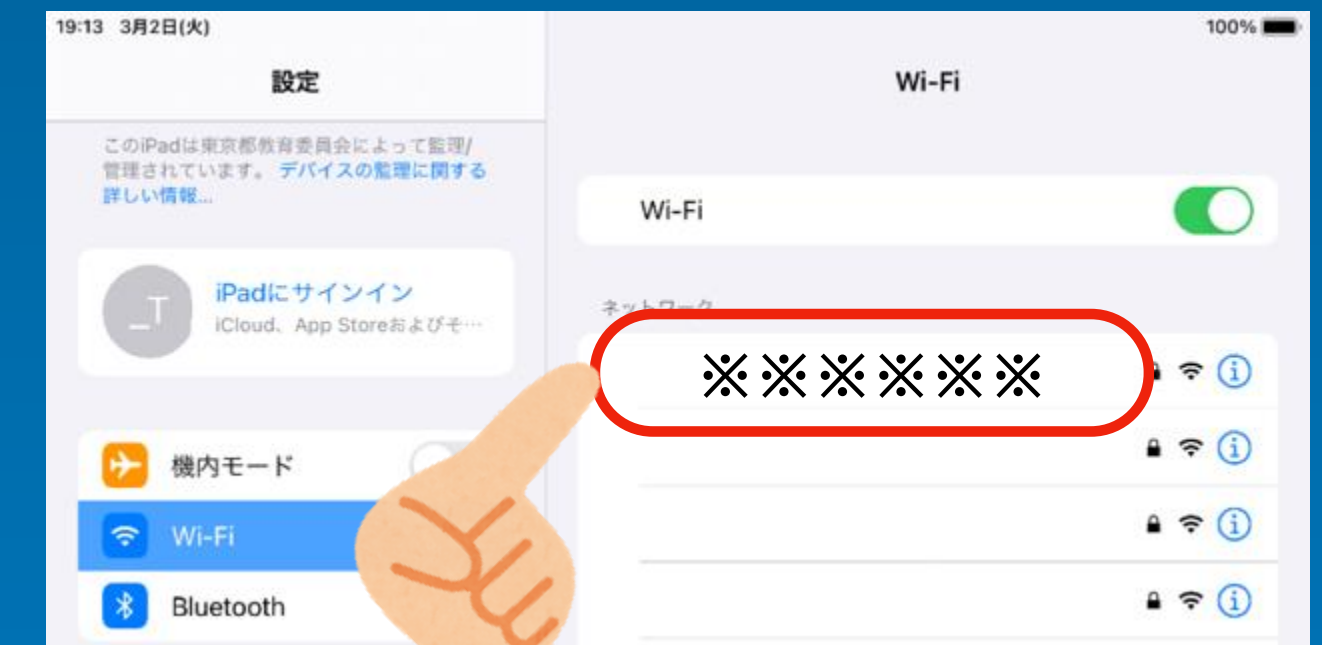 19:13 3月2日(火)
100%
設定
このiPadは東京都教育委員会によって監理/
管理されています。デバイスの監理に関する
詳しい情報...
_T
iPadにサインイン
iCloud、App Storeおよびそ…
機内モード
Wi-Fi
Bluetooth
Wi-Fi
Wi-Fi
ネットワーク
※※※※※※